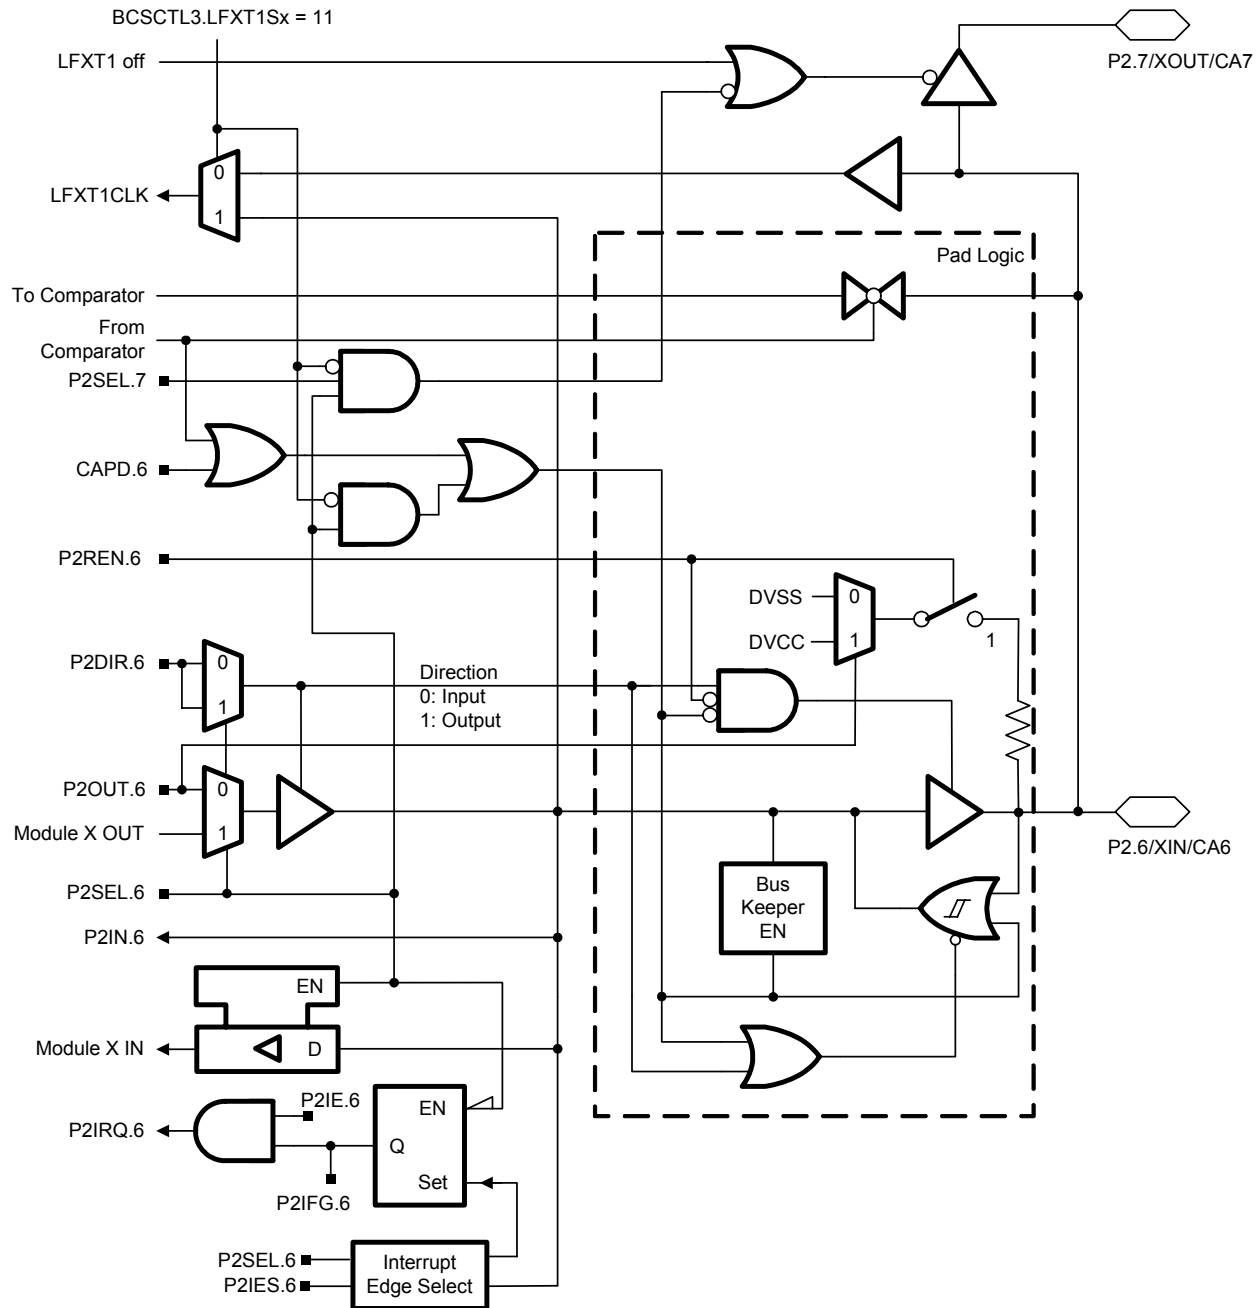 BCSCTL3.LFXT1Sx = 11
LFXT1 off
P2.7/XOUT/CA7
0
LFXT1CLK
1
Pad Logic
To Comparator
From
Comparator
P2SEL.7
CAPD.6
P2REN.6
DVSS
0
DVCC
1
1
P2DIR.6
0
1
Direction
0: Input
1: Output
P2OUT.6
0
Module X OUT
1
P2.6/XIN/CA6
P2SEL.6
Bus
Keeper
EN
P2IN.6
EN
Module X IN
D
P2IE.6
EN
P2IRQ.6
Q
Set
P2IFG.6
P2SEL.6
P2IES.6
Interrupt
Edge Select